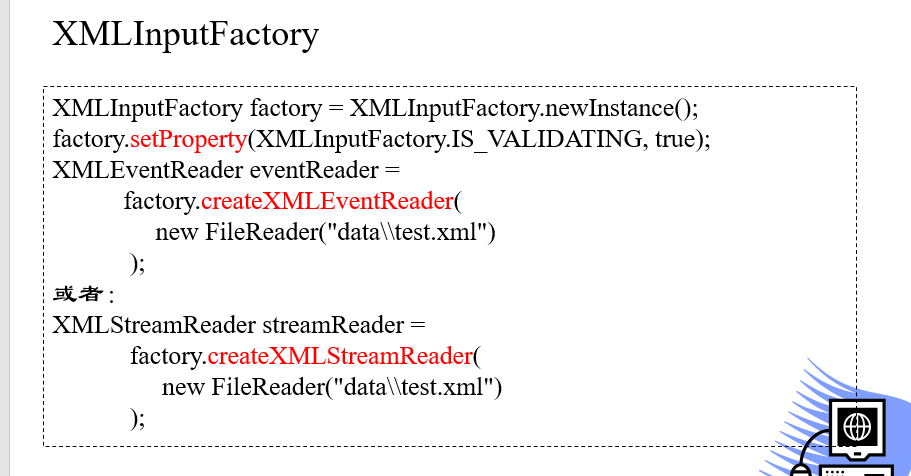 XMLInputFactory
XMLInputFactory factory = XMLInputFactory.newInstance();
factory.setProperty(XMLInputFactory.IS_VALIDATING, true);
XMLEventReader eventReader =
factory.createXMLEventReader(
new FileReader("data\\test.xml")
);
或者：
XMLStreamReader streamReader =
factory.createXMLStreamReader(
new FileReader("data\\test.xml")
);